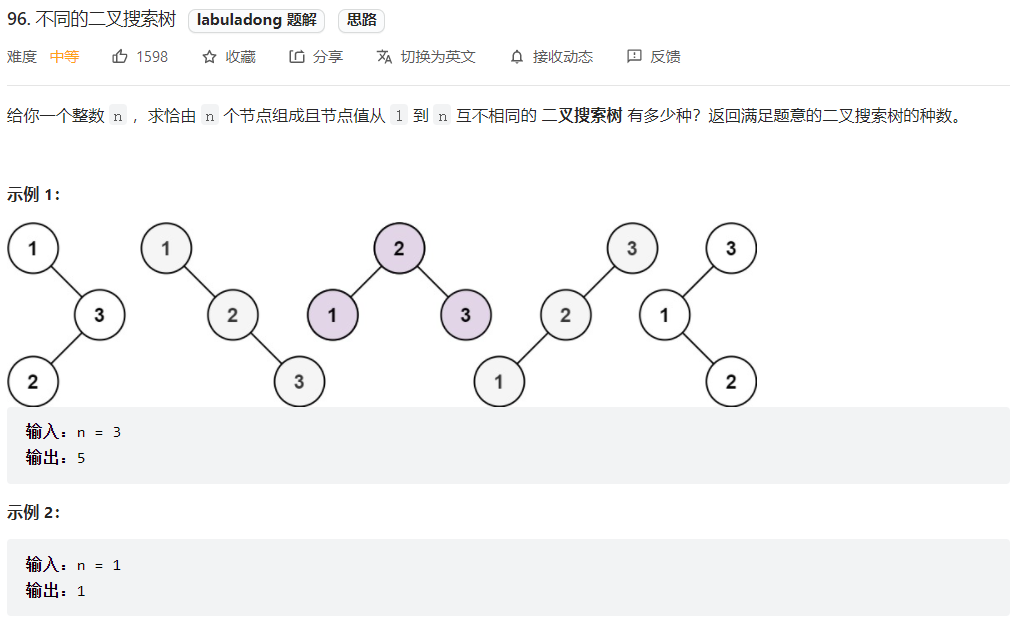 96. 不同的二叉搜索树 labuladong 题解 思路
难度 中等 1598 收藏 分享 切换为英文 接收动态 反馈
给你一个整数 n ，求恰由 n 个节点组成且节点值从 1 到 n 互不相同的 二叉搜索树 有多少种？返回满足题意的二叉搜索树的种数。
示例 1：
1 1 2 3 3
3 2 1 3 2 1
2 3 1 2
输入：n = 3
输出：5
示例 2：
输入：n = 1
输出：1